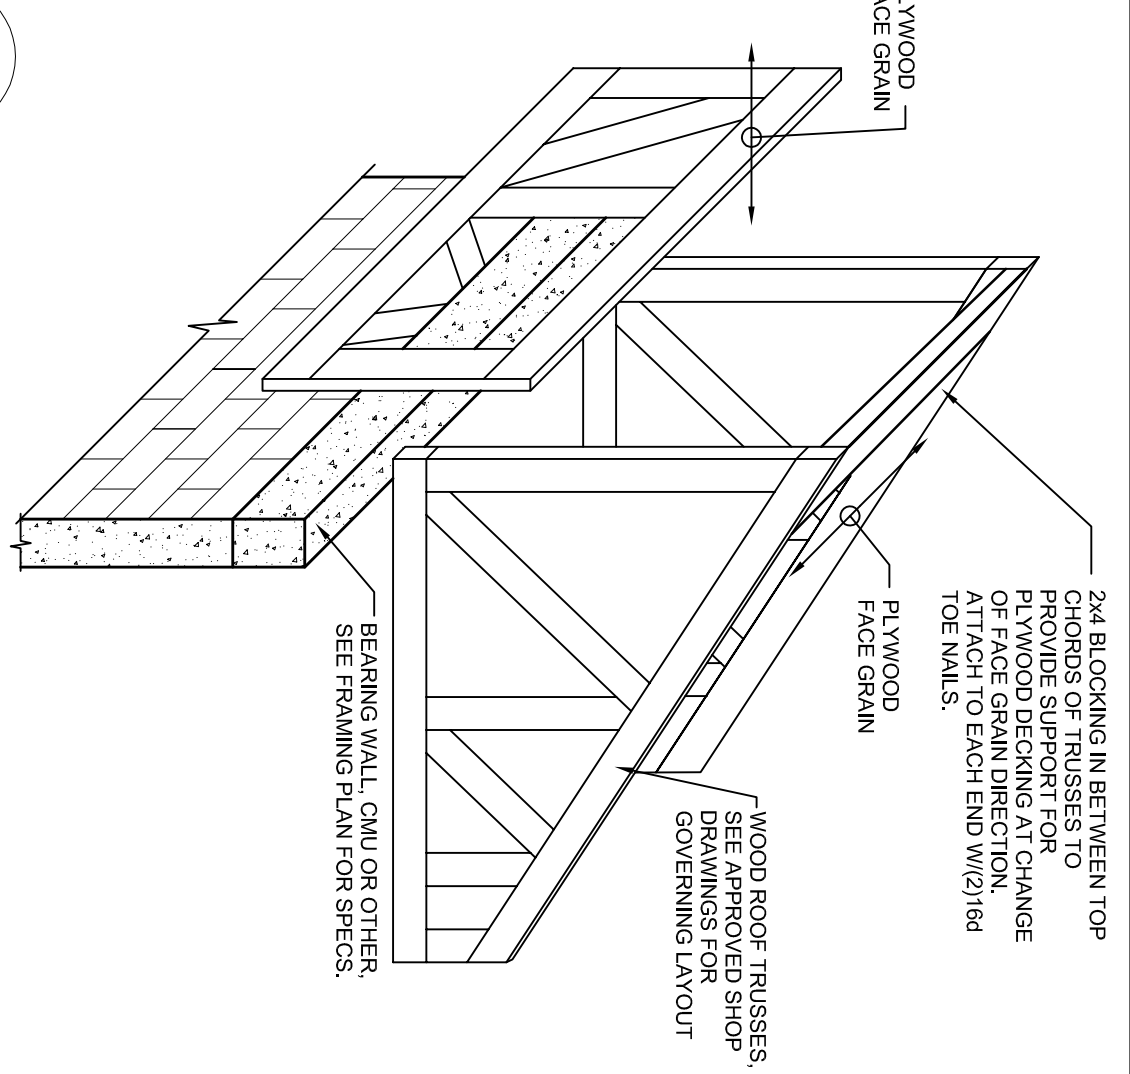 2x4 BLOCKING IN BETWEEN TOP
CHORDS OF TRUSSES TO
PROVIDE SUPPORT FOR
PLYWOOD DECKING AT CHANGE
OF FACE GRAIN DIRECTION.
ATTACH TO EACH END W/(2)16d
TOE NAILS.
LYWOOD
ACE GRAIN
PLYWOOD
FACE GRAIN
WOOD ROOF TRUSSES,
SEE APPROVED SHOP
DRAWINGS FOR
GOVERNING LAYOUT
BEARING WALL, CMU OR OTHER,
SEE FRAMING PLAN FOR SPECS.